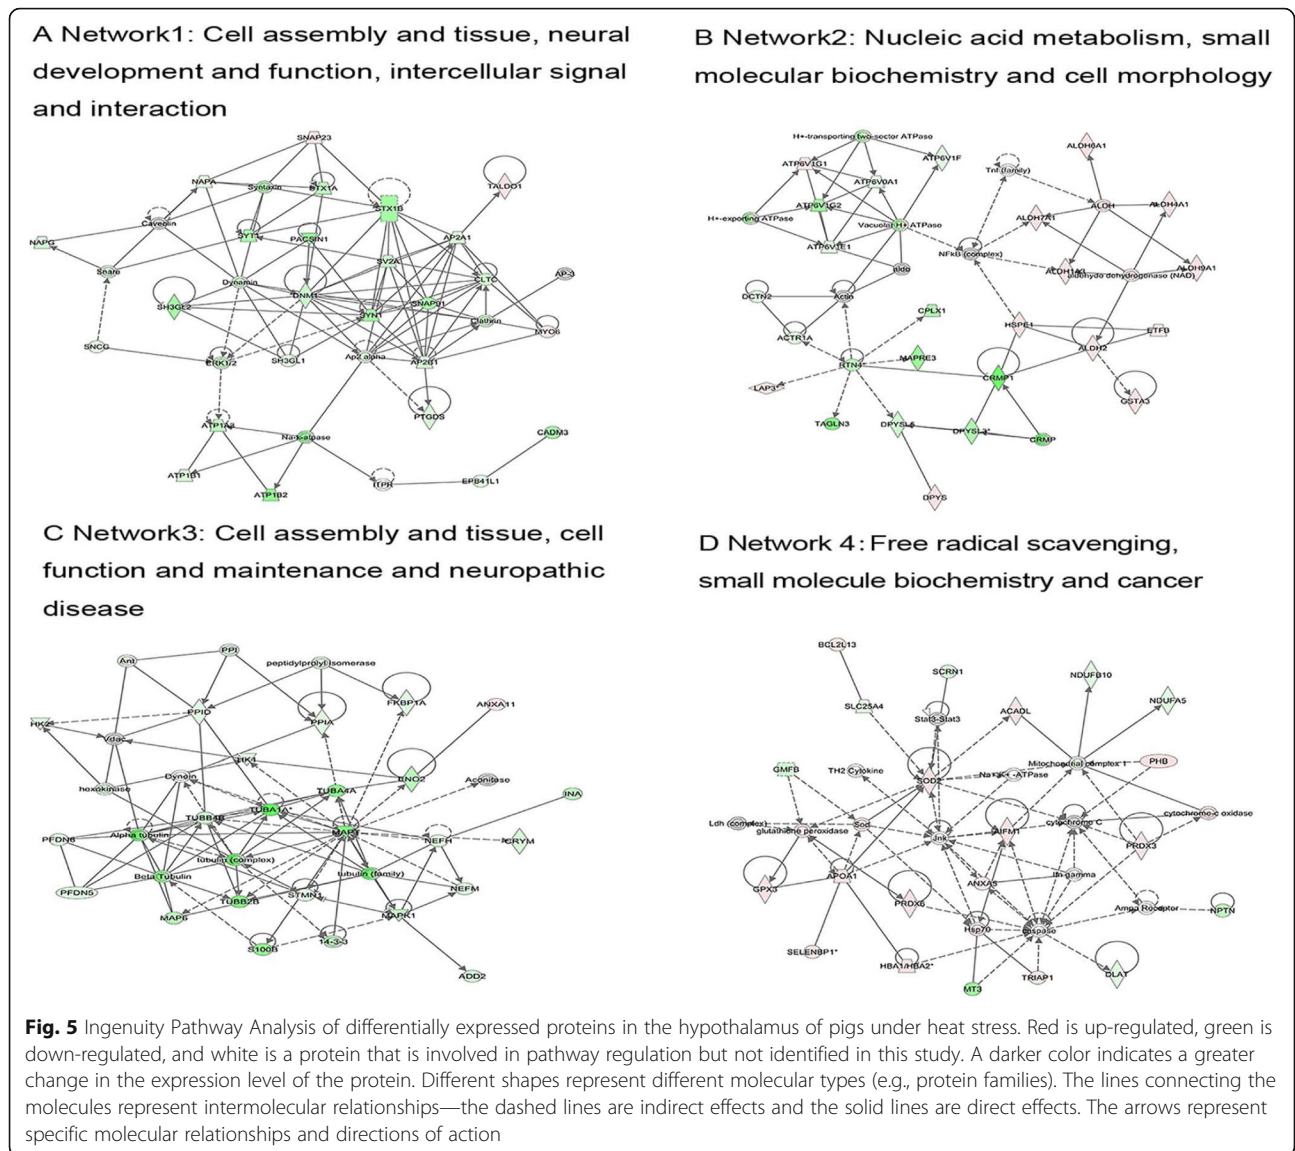 A Network1: Cell assembly and tissue, neural
development and function, intercellular signal
and interaction
SNAP23
NAPA
Syntaxin
STX1A
TALDO1
STX1B
Caveolin
NAPG
SYT1
PACSIN1
AP2A1
SV2A
Snare
Dynamin
CLTC
AP-3
SH3GL2
DNM1
SNAP91
SYN1
Clathrin
MYO6
SNCG
ERK1/2
SH3GL1
Ap2 alpha
AP2B1
PTGDS
ATP1A3
Na-k-atpase
CADM3
ATP1B1
ATP1B2
ITPR
EPB41L1
B Network2: Nucleic acid metabolism, small
molecular biochemistry and cell morphology
H+-transporting two-sector ATPase
ATP6V1G1
ATP6V1F
Tnf (family)
ALDH6A1
ATP6V0A1
H+-exporting ATPase
ATP6V1G2
Vacuolar H+ ATPase
ALDH7A1
ALDH
ALDH4A1
ATP6V1E1
NFkB (complex)
aldo
ALDH1A1
aldehyde dehydrogenase (NAD)
ALDH9A1
DCTN2
Actin
CPLX1
HSPE1
ETFB
ACTR1A
ALDH2
RTN4*
MAPRE3
LAP3*
CRMP1
GSTA3
TAGLN3
DPYSL5
DPYSL3*
CRMP
DPYS
C Network3: Cell assembly and tissue, cell
function and maintenance and neuropathic
disease
Ant
PPI
peptidylprolyl isomerase
HK2*
PPID
PPIA
FKBP1A
ANXA11
Vdac
HK1
hexokinase
Dynein
ENO2
Aconitase
TUBA4A
INA
TUBB4B
TUBA1A*
PFDN6
Alpha tubulin
MAPT
NEFH
CRYM
tubulin (complex)
Beta Tubulin
tubulin (family)
PFDN5
TUBB2B
STMN1
NEFM
MAP6
MAPK1
S100B
14-3-3
ADD2
D Network 4: Free radical scavenging,
small molecule biochemistry and cancer
BCL2L13
SCRN1
NDUFB10
SLC25A4
Stat3-Stat3
ACADL
NDUFA5
GMFB
TH2 Cytokine
SOD2
Na+,K+ -ATPase
Mitochondrial complex 1
PHB
Ldh (complex)
glutathione peroxidase
Sod
Jnk
AIFM1
cytochrome C
cytochrome-c oxidase
PRDX3
GPX3
APOA1
ANXA5
Ifn gamma
PRDX6
Ampa Receptor
NPTN
Hsp70
caspase
SELENBP1*
HBA1/HBA2*
MT3
TRIAP1
DLAT
Fig. 5 Ingenuity Pathway Analysis of differentially expressed proteins in the hypothalamus of pigs under heat stress. Red is up-regulated, green is
down-regulated, and white is a protein that is involved in pathway regulation but not identified in this study. A darker color indicates a greater
change in the expression level of the protein. Different shapes represent different molecular types (e.g., protein families). The lines connecting the
molecules represent intermolecular relationships—the dashed lines are indirect effects and the solid lines are direct effects. The arrows represent
specific molecular relationships and directions of action